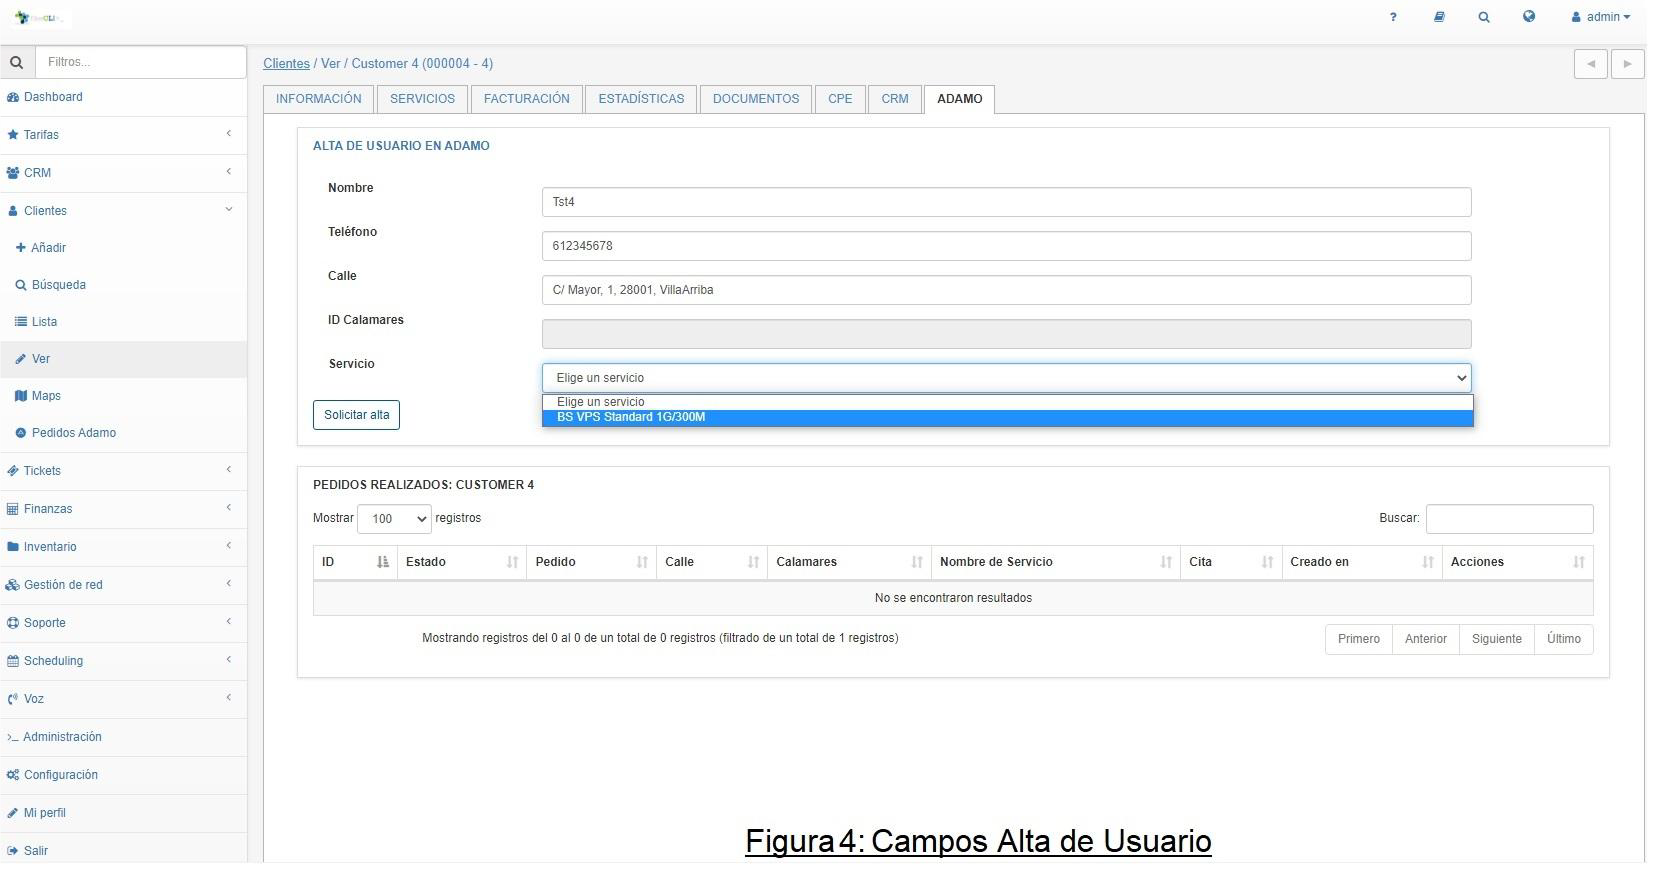 ? admin
Filtros...
Clientes / Ver / Customer 4 (000004 - 4)
Dashboard
Tarifas
CRM
Clientes
Añadir
Búsqueda
Lista
Ver
Maps
Pedidos Adamo
Tickets
Finanzas
Inventario
Gestión de red
Soporte
Scheduling
Voz
Administración
Configuración
Mi perfil
Salir
INFORMACIÓN SERVICIOS FACTURACIÓN ESTADÍSTICAS DOCUMENTOS CPE CRM ADAMO
ALTA DE USUARIO EN ADAMO
Nombre
Tst4
Teléfono
612345678
Calle
C/ Mayor, 1, 28001, VillaArriba
ID Calamares
Servicio
Elige un servicio
Elige un servicio
BS VPS Standard 1G/300M
Solicitar alta
PEDIDOS REALIZADOS: CUSTOMER 4
Mostrar 100 registros Buscar:
ID Estado Pedido Calle Calamares Nombre de Servicio Cita Creado en Acciones
No se encontraron resultados
Mostrando registros del 0 al 0 de un total de 0 registros (filtrado de un total de 1 registros)
Primero Anterior Siguiente Último
Figura 4: Campos Alta de Usuario